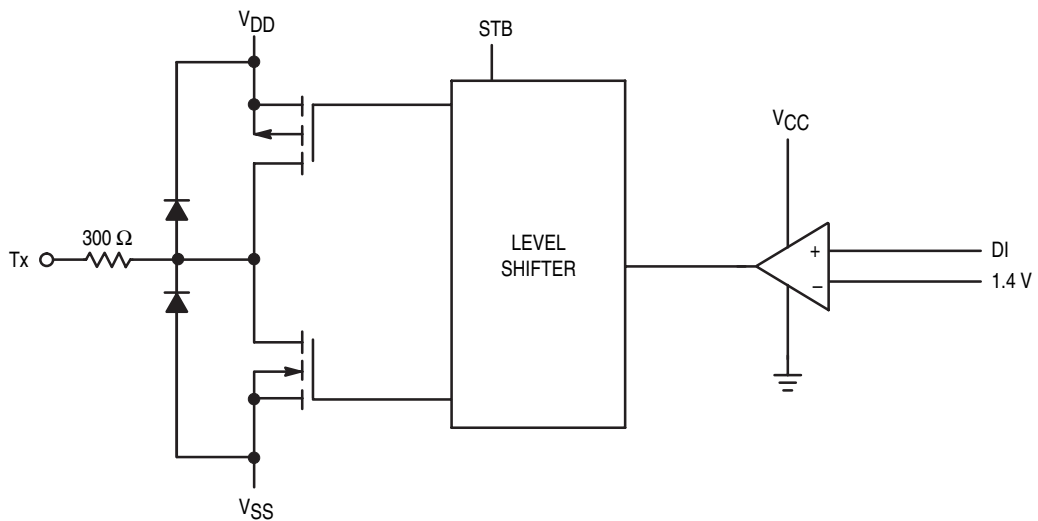 VDD
STB
VCC
300 Ω
Tx
LEVEL
SHIFTER
+
DI
−
1.4 V
VSS